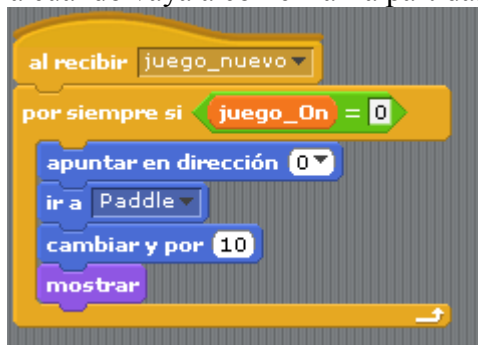 al recibir juego_nuevo
por siempre si juego_On = 0
apuntar en dirección 0
ir a Paddle
cambiar y por 10
mostrar